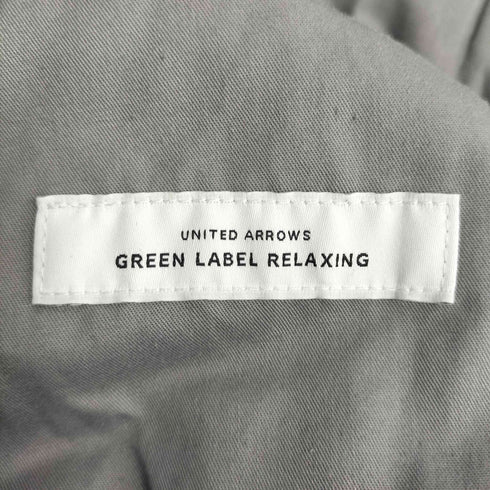 UNITED ARROWS
GREEN LABEL RELAXING